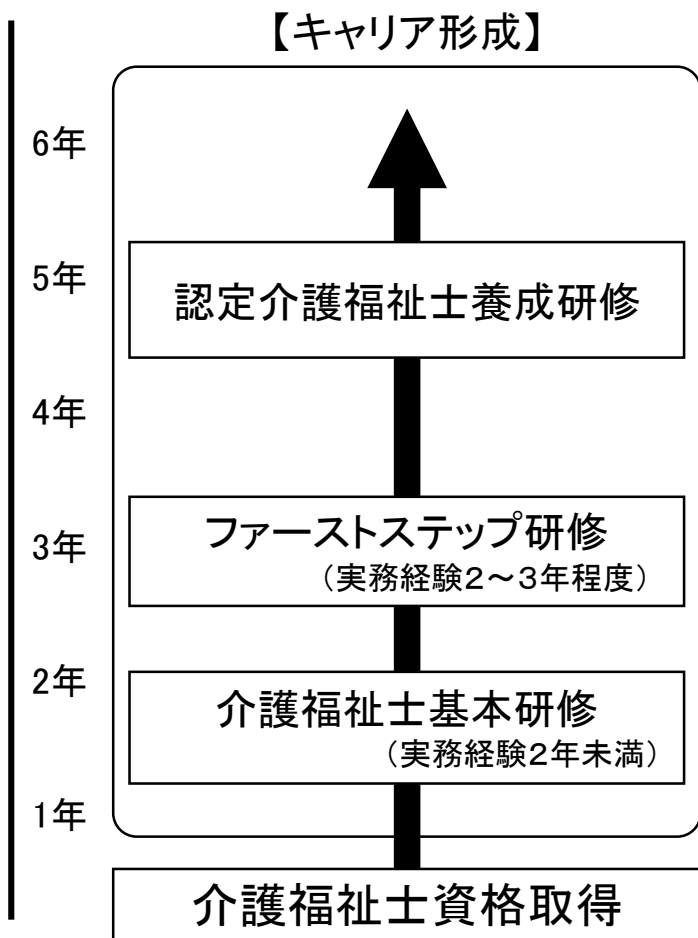 【キャリア形成】
6年
5年
認定介護福祉士養成研修
4年
3年
ファーストステップ研修
（実務経験２～３年程度）
2年
介護福祉士基本研修
（実務経験２年未満）
1年
介護福祉士資格取得